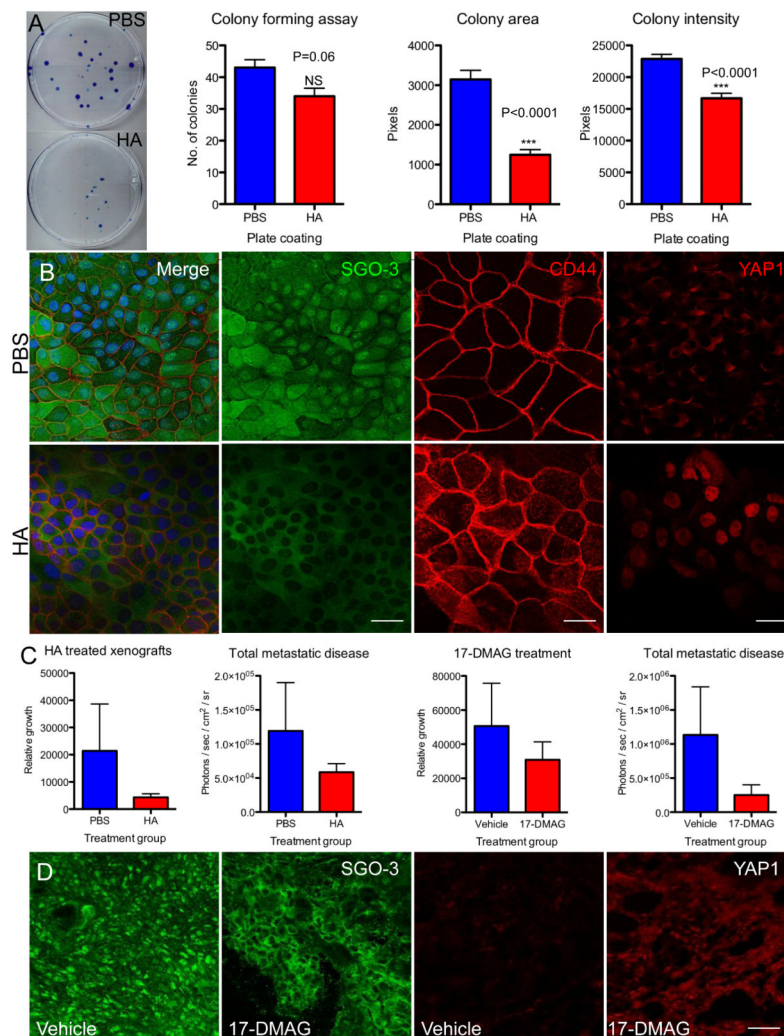 A
PBS
HA
Colony forming assay
No. of colonies
50
40
30
20
10
0
P=0.06
NS
PBS HA
Plate coating
Colony area
Pixels
4000
3000
2000
1000
0
P<0.0001
***
PBS HA
Plate coating
Colony intensity
Pixels
25000
20000
15000
10000
5000
0
P<0.0001
***
PBS HA
Plate coating
B
Merge
SGO-3
CD44
YAP1
PBS
HA
C
HA treated xenografts
Relative growth
50000
40000
30000
20000
10000
0
PBS HA
Treatment group
Total metastatic disease
Photons / sec / cm² / sr
2.0×10⁰⁵
1.5×10⁰⁵
1.0×10⁰⁵
5.0×10⁰⁴
0
PBS HA
Treatment group
17-DMAG treatment
Relative growth
80000
60000
40000
20000
0
Vehicle 17-DMAG
Treatment group
Total metastatic disease
Photons / sec / cm² / sr
2.0×10⁰⁶
1.5×10⁰⁶
1.0×10⁰⁶
5.0×10⁰⁵
0
Vehicle 17-DMAG
Treatment group
D
SGO-3
YAP1
Vehicle
17-DMAG
Vehicle
17-DMAG